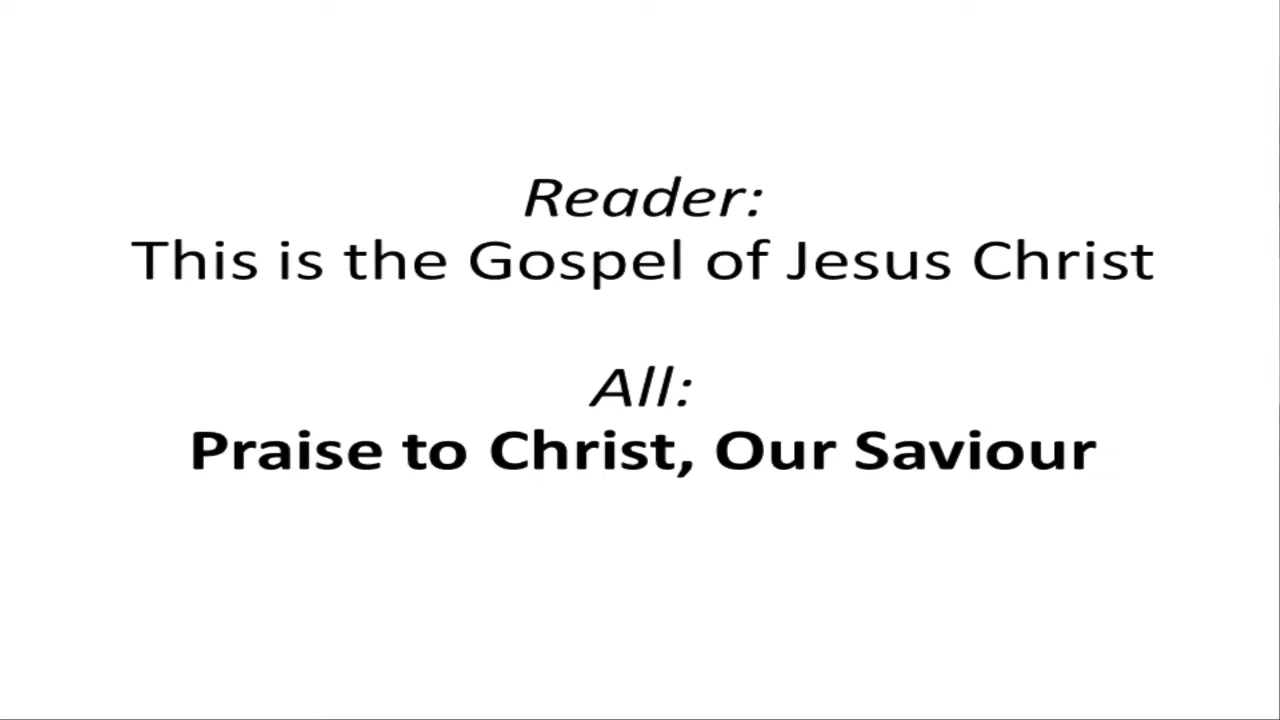 Reader:
This is the Gospel of Jesus Christ
All:
Praise to Christ, Our Saviour